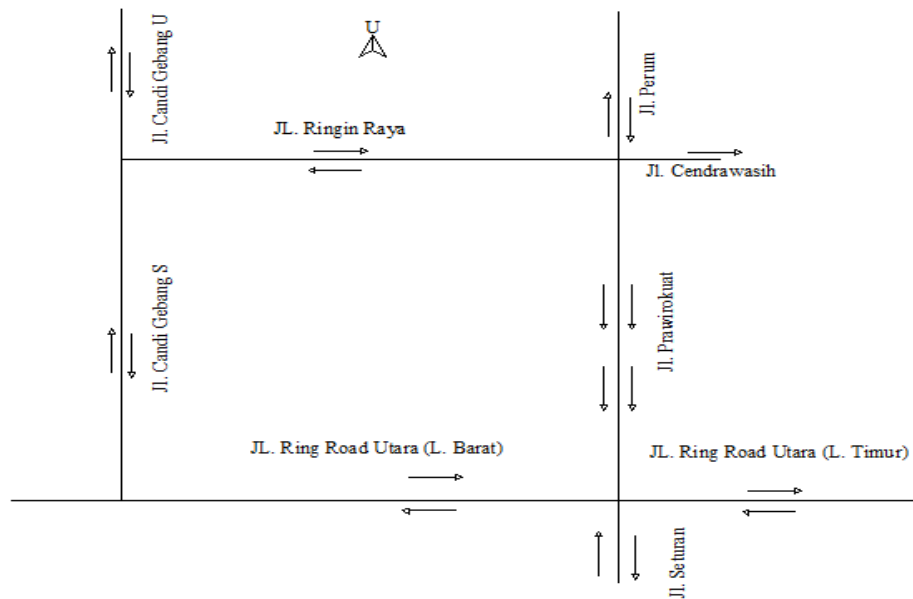 U
Jl. Candi Gebang U
Jl. Perum
JL. Ringin Raya
Jl. Cendrawasih
Jl. Candi Gebang S
Jl. Prawirokuat
JL. Ring Road Utara (L. Barat)
JL. Ring Road Utara (L. Timur)
Jl. Seturan